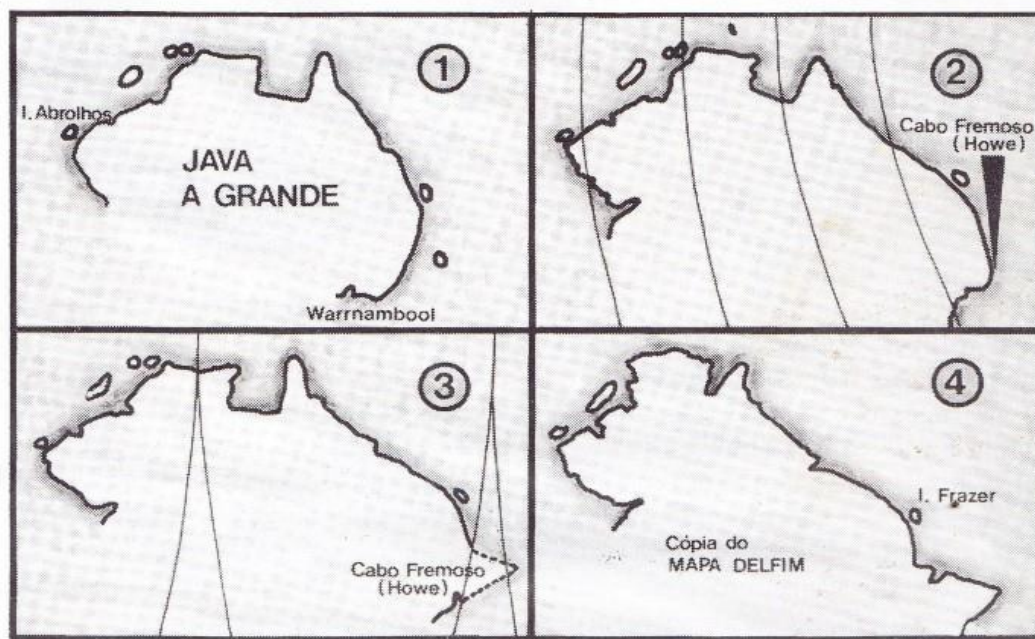 1
I. Abrolhos
JAVA
A GRANDE
Warrnambool
2
Cabo Fremoso
(Howe)
3
Cabo Fremoso
(Howe)
4
I. Frazer
Cópia do
MAPA DELFIM